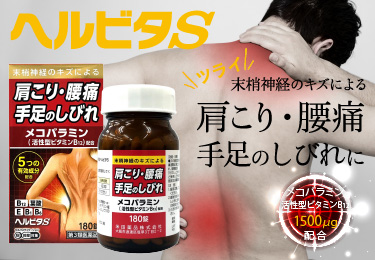 ヘルビタS
ツライ
末梢神経のキズによる
肩こり・腰痛
手足のしびれに
メコバラミン
活性型ビタミンB12
1500μg
配合
末梢神経のキズによる
肩こり・腰痛
手足のしびれ
メコバラミン
(活性型ビタミンB12)配合
5つの
有効成分
配合
B12 葉酸
E B1 B6
ヘルビタS
180錠
第3類医薬品
末梢神経のキズによる
肩こり・腰痛
手足のしびれ
メコバラミン
(活性型ビタミンB12)配合
180錠